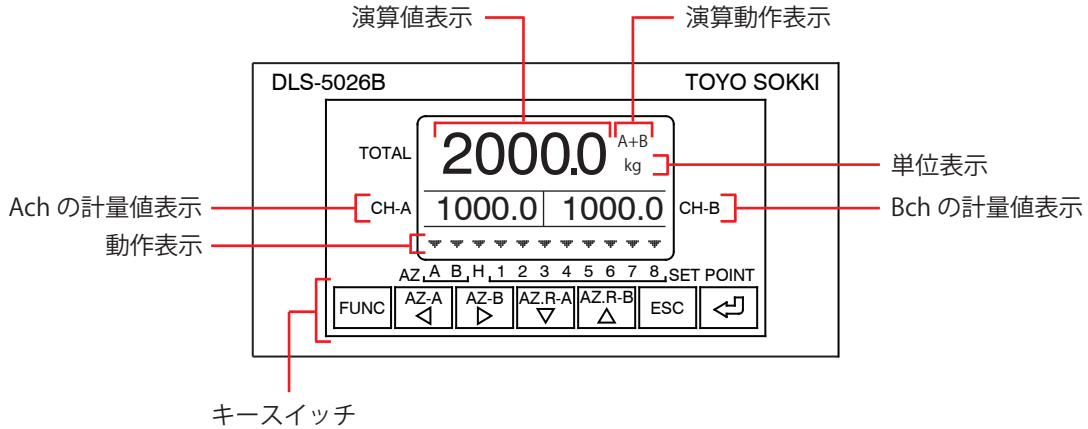 演算値表示 演算動作表示
DLS-5026B TOYO SOKKI
TOTAL 2000.0 A+B
kg
単位表示
Ach の計量値表示 CH-A 1000.0 1000.0 CH-B Bch の計量値表示
動作表示
AZ A B H 1 2 3 4 5 6 7 8 SET POINT
FUNC AZ-A AZ-B AZ.R-A AZ.R-B ESC
キースイッチ